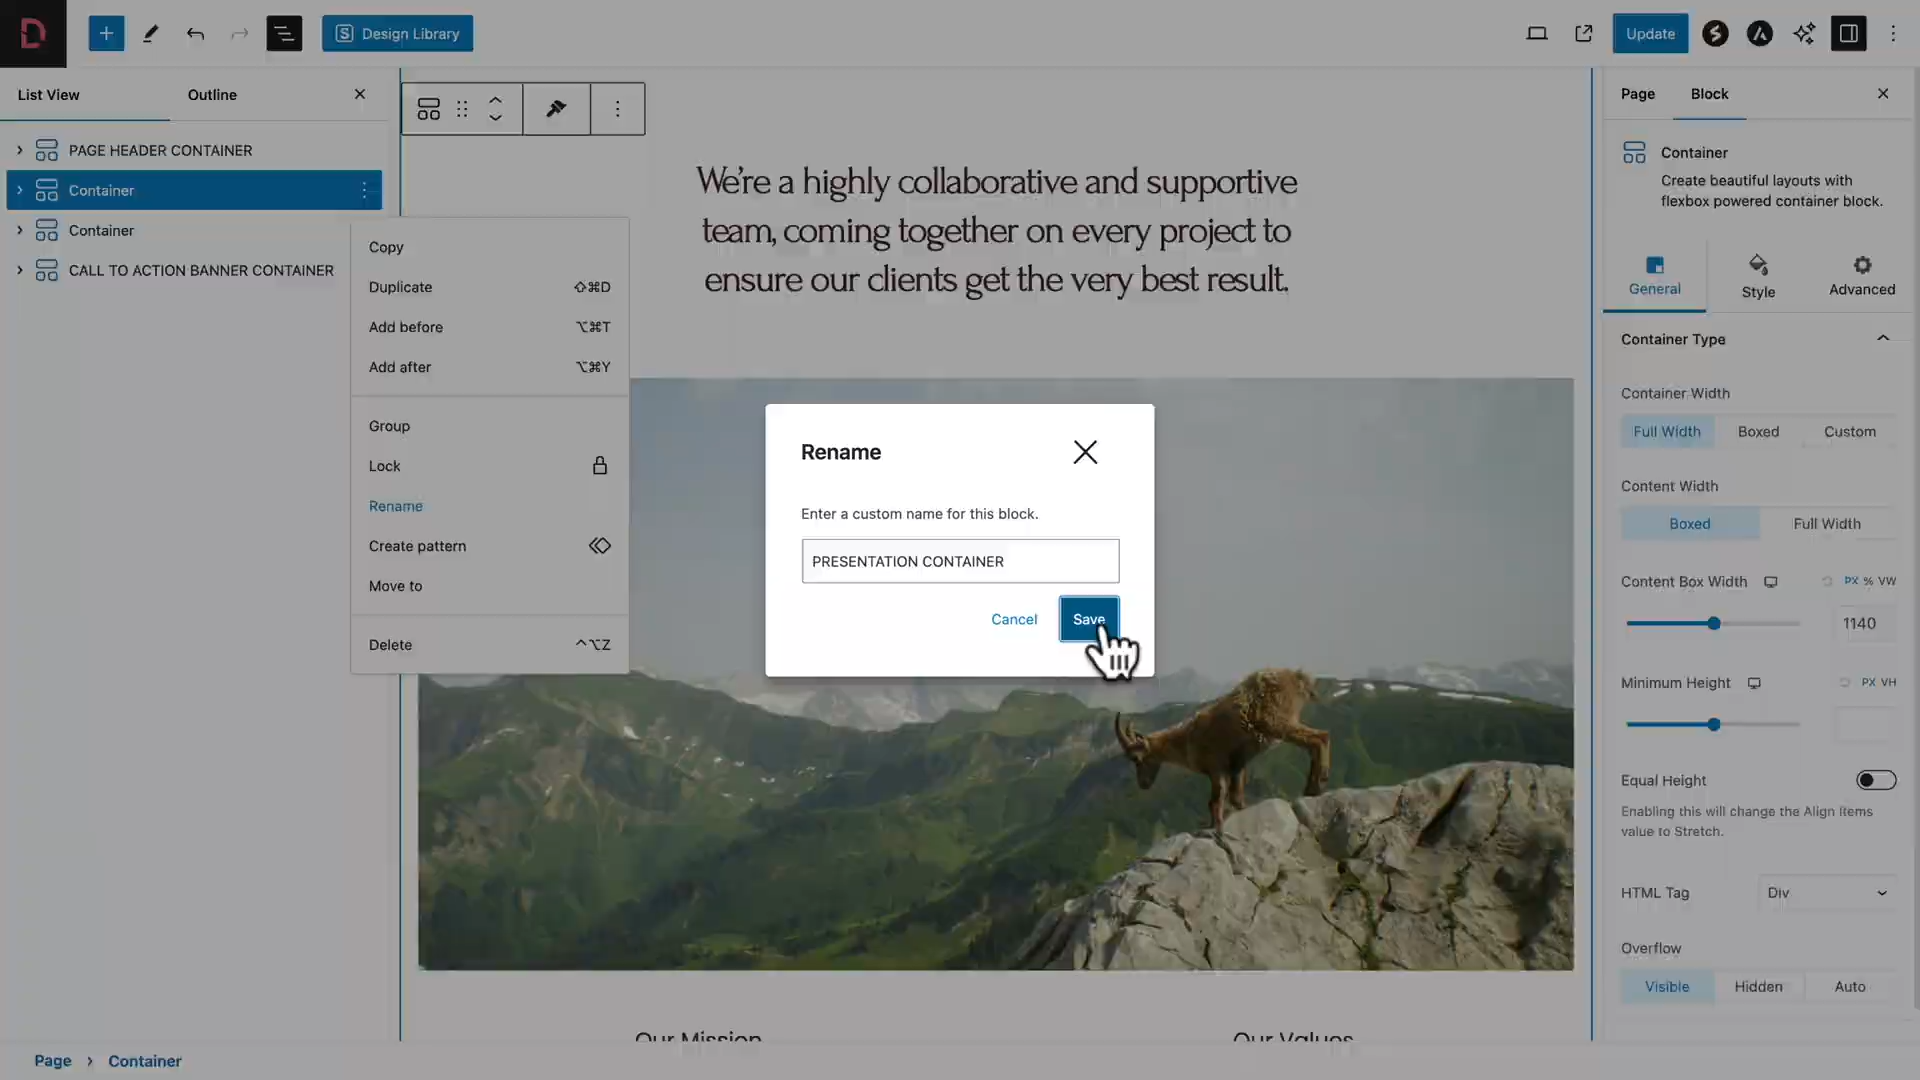 D
Design Library
Update
List View
Outline
PAGE HEADER CONTAINER
Container
Container
CALL TO ACTION BANNER CONTAINER
Copy
Duplicate ⇧⌘D
Add before ⌥⌘T
Add after ⌥⌘Y
Group
Lock
Rename
Create pattern
Move to
Delete ⌃⌥Z
We're a highly collaborative and supportive
team, coming together on every project to
ensure our clients get the very best result.
Rename
Enter a custom name for this block.
PRESENTATION CONTAINER
Cancel
Save
Our Mission
Our Values
Page
Block
Container
Create beautiful layouts with
flexbox powered container block.
General
Style
Advanced
Container Type
Container Width
Full Width
Boxed
Custom
Content Width
Boxed
Full Width
Content Box Width
PX % VW
1140
Minimum Height
PX VH
Equal Height
Enabling this will change the Align Items
value to Stretch.
HTML Tag
Div
Overflow
Visible
Hidden
Auto
Page › Container